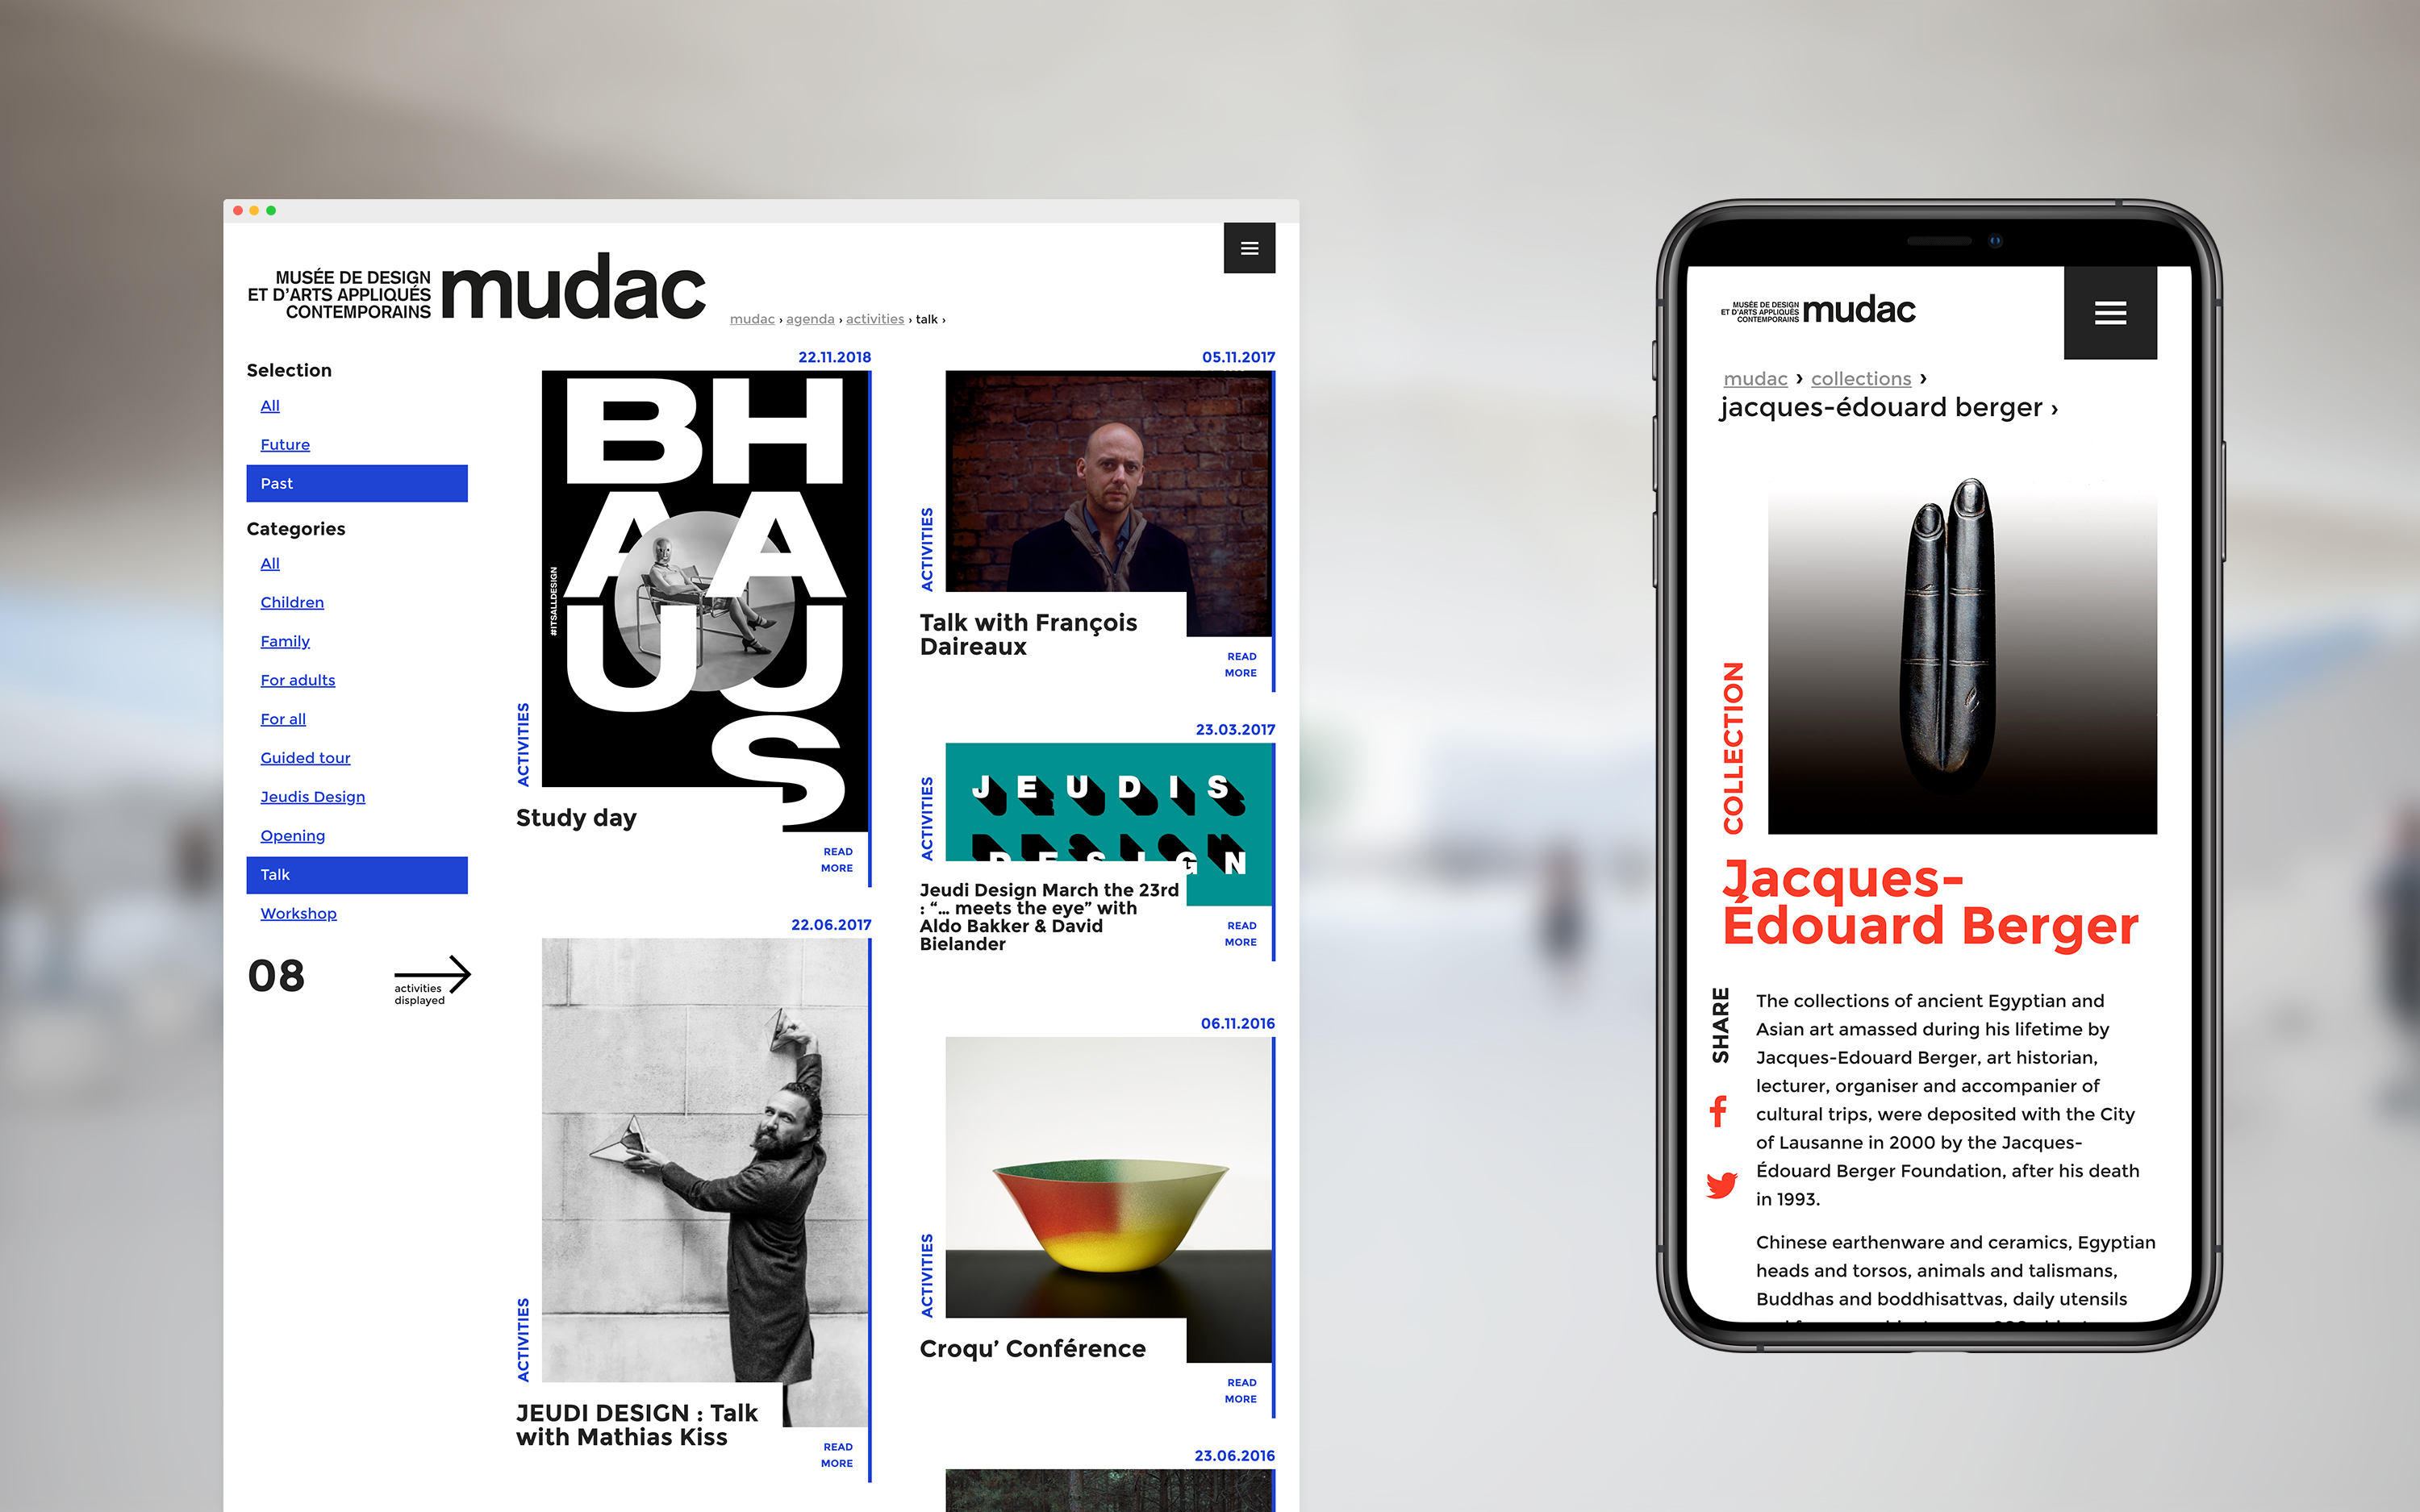 MUSÉE DE DESIGN
ET D'ARTS APPLIQUÉS
CONTEMPORAINS
mudac
mudac › agenda › activities › talk ›
Selection
All
Future
Past
Categories
All
Children
Family
For adults
For all
Guided tour
Jeudis Design
Opening
Talk
Workshop
08
activities
displayed
22.11.2018
BH
AA
UU
S
#ITSALLDESIGN
ACTIVITIES
Study day
READ
MORE
22.06.2017
ACTIVITIES
JEUDI DESIGN : Talk
with Mathias Kiss
READ
MORE
05.11.2017
ACTIVITIES
Talk with François
Daireaux
READ
MORE
23.03.2017
JEUDIS
DESIGN
ACTIVITIES
Jeudi Design March the 23rd
: “… meets the eye” with
Aldo Bakker & David
Bielander
READ
MORE
06.11.2016
ACTIVITIES
Croqu’ Conférence
READ
MORE
23.06.2016
MUSÉE DE DESIGN
ET D'ARTS APPLIQUÉS
CONTEMPORAINS
mudac
mudac › collections ›
jacques-édouard berger ›
COLLECTION
Jacques-
Édouard Berger
SHARE
The collections of ancient Egyptian and
Asian art amassed during his lifetime by
Jacques-Edouard Berger, art historian,
lecturer, organiser and accompanier of
cultural trips, were deposited with the City
of Lausanne in 2000 by the Jacques-
Édouard Berger Foundation, after his death
in 1993.
Chinese earthenware and ceramics, Egyptian
heads and torsos, animals and talismans,
Buddhas and boddhisattvas, daily utensils